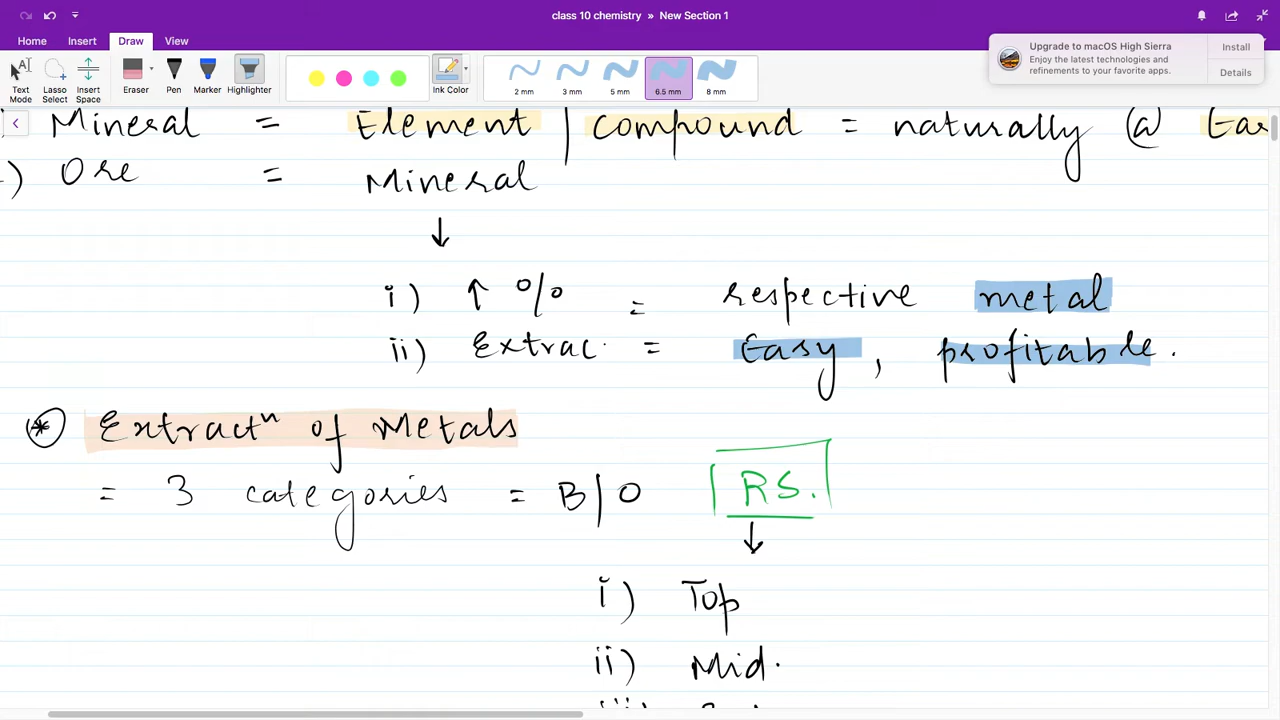 class 10 chemistry » New Section 1
Home Insert Draw View
Upgrade to macOS High Sierra
Enjoy the latest technologies and
refinements to your favorite apps.
Install
Details
Text Mode
Lasso Select
Insert Space
Eraser
Pen
Marker
Highlighter
Ink Color
2 mm 3 mm 5 mm 6.5 mm 8 mm
) Mineral = Element | compound = naturally @ Ear
) Ore = Mineral
↓
i) ↑ % = respective metal
ii) Extrac. = Easy, profitable.
* Extractⁿ of Metals
= 3 categories = B|O RS.
↓
i) Top
ii) Mid.